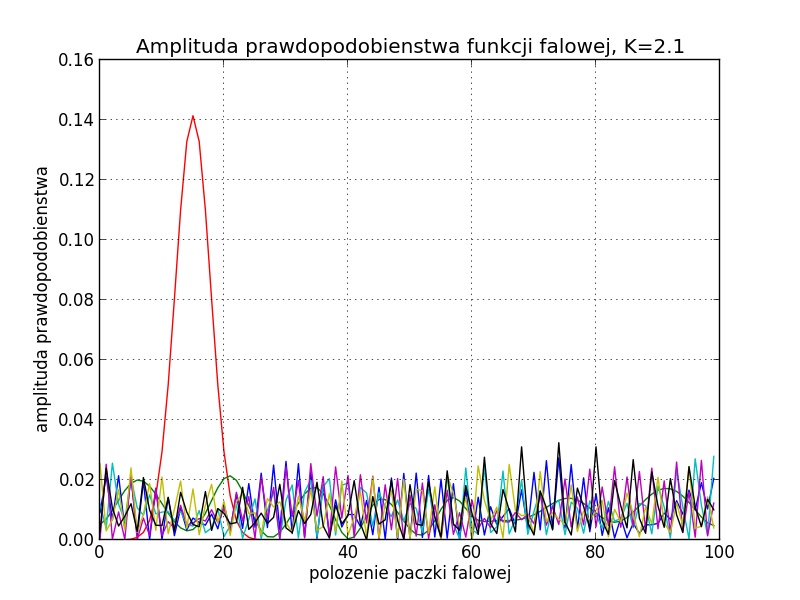 Amplituda prawdopodobienstwa funkcji falowej, K=2.1
0.16
0.14
0.12
0.10
0.08
0.06
0.04
0.02
0.00
amplituda prawdopodobienstwa
0 20 40 60 80 100
polozenie paczki falowej